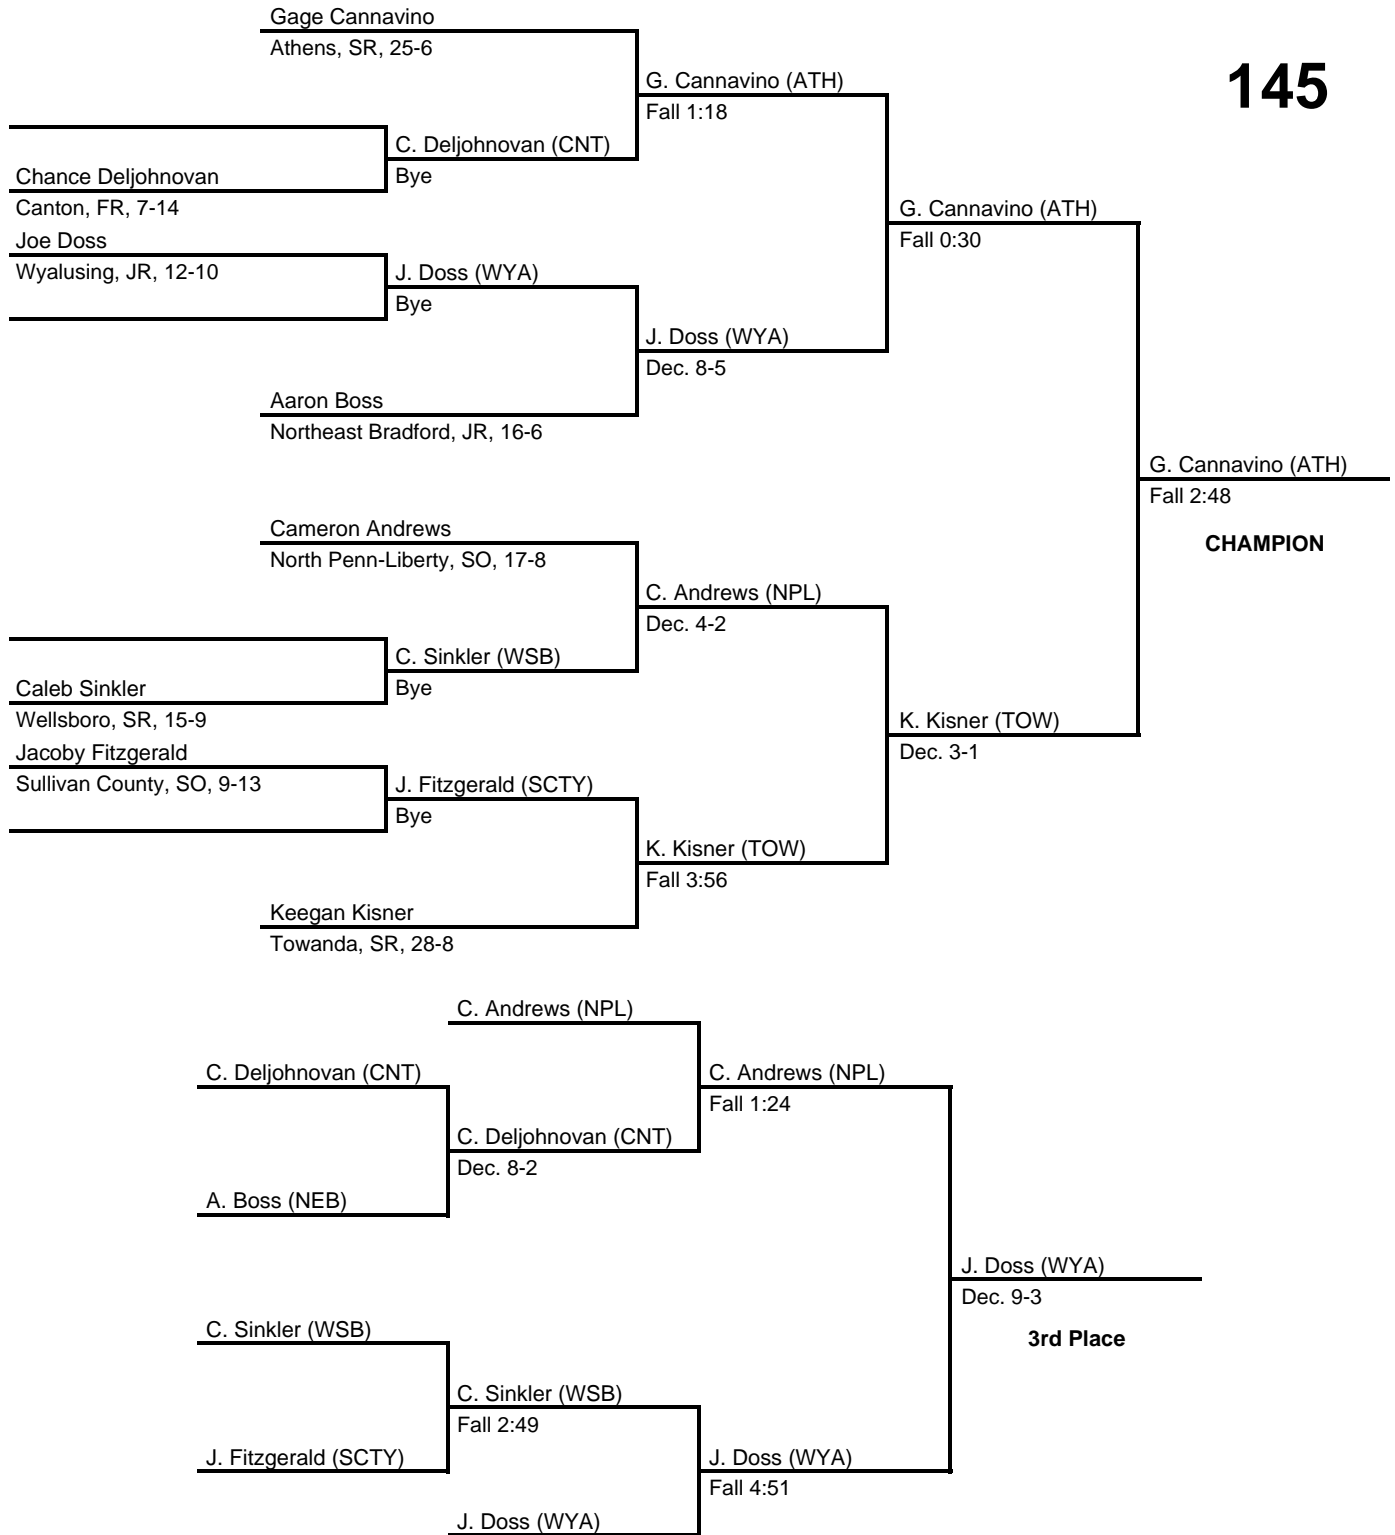 Gage Cannavino
Athens, SR, 25-6
145
G. Cannavino (ATH)
Fall 1:18
C. Deljohnovan (CNT)
Bye
Chance Deljohnovan
Canton, FR, 7-14
G. Cannavino (ATH)
Fall 0:30
Joe Doss
Wyalusing, JR, 12-10
J. Doss (WYA)
Bye
J. Doss (WYA)
Dec. 8-5
Aaron Boss
Northeast Bradford, JR, 16-6
G. Cannavino (ATH)
Fall 2:48
CHAMPION
Cameron Andrews
North Penn-Liberty, SO, 17-8
C. Andrews (NPL)
Dec. 4-2
C. Sinkler (WSB)
Bye
Caleb Sinkler
Wellsboro, SR, 15-9
K. Kisner (TOW)
Dec. 3-1
Jacoby Fitzgerald
Sullivan County, SO, 9-13
J. Fitzgerald (SCTY)
Bye
K. Kisner (TOW)
Fall 3:56
Keegan Kisner
Towanda, SR, 28-8
C. Andrews (NPL)
C. Deljohnovan (CNT)
C. Andrews (NPL)
Fall 1:24
C. Deljohnovan (CNT)
Dec. 8-2
A. Boss (NEB)
J. Doss (WYA)
Dec. 9-3
3rd Place
C. Sinkler (WSB)
C. Sinkler (WSB)
Fall 2:49
J. Fitzgerald (SCTY)
J. Doss (WYA)
Fall 4:51
J. Doss (WYA)